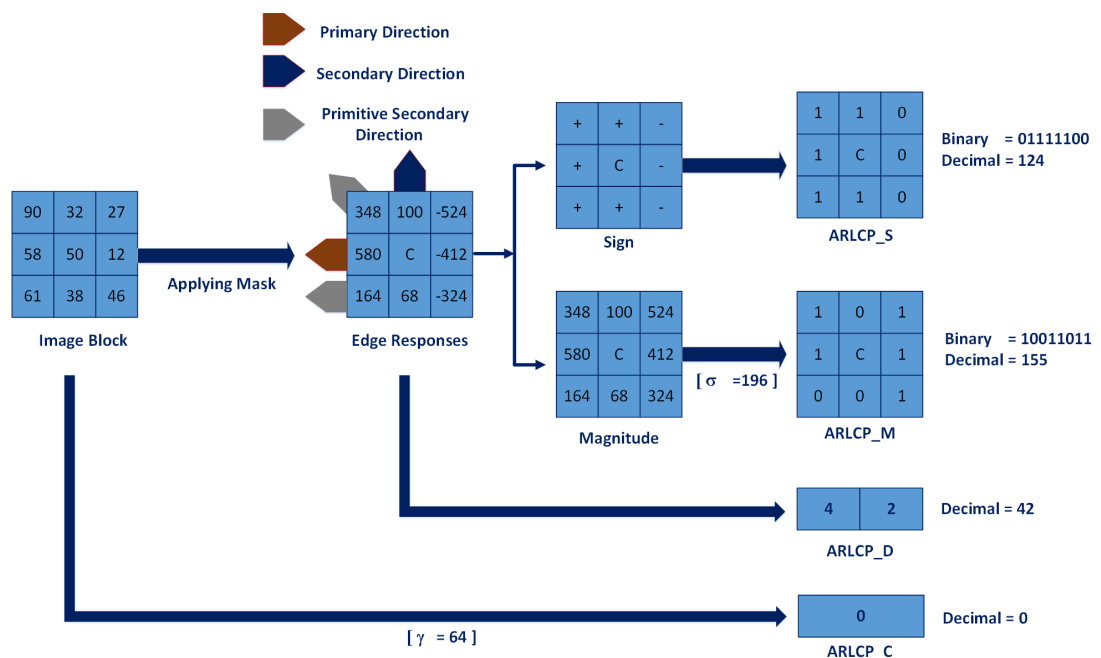 Primary Direction
Secondary Direction
Primitive Secondary
Direction
90 32 27
58 50 12
61 38 46
Image Block
Applying Mask
348 100 -524
580 C -412
164 68 -324
Edge Responses
+ + -
+ C -
+ + -
Sign
1 1 0
1 C 0
1 1 0
ARLCP_S
Binary = 01111100
Decimal = 124
348 100 524
580 C 412
164 68 324
Magnitude
[ σ =196 ]
1 0 1
1 C 1
0 0 1
ARLCP_M
Binary = 10011011
Decimal = 155
4 2
ARLCP_D
Decimal = 42
[ γ = 64 ]
0
ARLCP_C
Decimal = 0